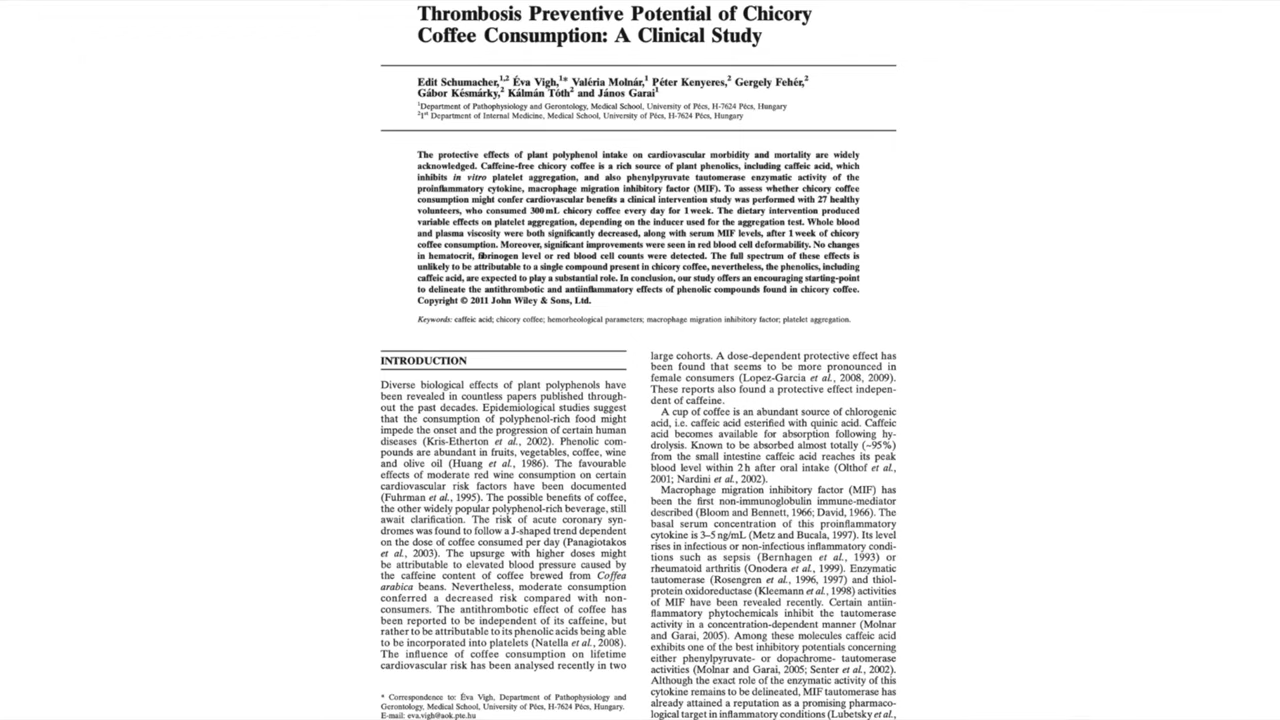 Thrombosis Preventive Potential of Chicory
Coffee Consumption: A Clinical Study
Edit Schumacher,1,2 Éva Vigh,1* Valéria Molnár,1 Péter Kenyeres,2 Gergely Fehér,2
Gábor Késmárky,2 Kálmán Tóth2 and János Garai1
1Department of Pathophysiology and Gerontology, Medical School, University of Pécs, H-7624 Pécs, Hungary
21st Department of Internal Medicine, Medical School, University of Pécs, H-7624 Pécs, Hungary
The protective effects of plant polyphenol intake on cardiovascular morbidity and mortality are widely
acknowledged. Caffeine-free chicory coffee is a rich source of plant phenolics, including caffeic acid, which
inhibits in vitro platelet aggregation, and also phenylpyruvate tautomerase enzymatic activity of the
proinflammatory cytokine, macrophage migration inhibitory factor (MIF). To assess whether chicory coffee
consumption might confer cardiovascular benefits a clinical intervention study was performed with 27 healthy
volunteers, who consumed 300 mL chicory coffee every day for 1 week. The dietary intervention produced
variable effects on platelet aggregation, depending on the inducer used for the aggregation test. Whole blood
and plasma viscosity were both significantly decreased, along with serum MIF levels, after 1 week of chicory
coffee consumption. Moreover, significant improvements were seen in red blood cell deformability. No changes
in hematocrit, fibrinogen level or red blood cell counts were detected. The full spectrum of these effects is
unlikely to be attributable to a single compound present in chicory coffee, nevertheless, the phenolics, including
caffeic acid, are expected to play a substantial role. In conclusion, our study offers an encouraging starting-point
to delineate the antithrombotic and antiinflammatory effects of phenolic compounds found in chicory coffee.
Copyright © 2011 John Wiley & Sons, Ltd.
Keywords: caffeic acid; chicory coffee; hemorheological parameters; macrophage migration inhibitory factor; platelet aggregation.
INTRODUCTION
Diverse biological effects of plant polyphenols have
been revealed in countless papers published through-
out the past decades. Epidemiological studies suggest
that the consumption of polyphenol-rich food might
impede the onset and the progression of certain human
diseases (Kris-Etherton et al., 2002). Phenolic com-
pounds are abundant in fruits, vegetables, coffee, wine
and olive oil (Huang et al., 1986). The favourable
effects of moderate red wine consumption on certain
cardiovascular risk factors have been documented
(Fuhrman et al., 1995). The possible benefits of coffee,
the other widely popular polyphenol-rich beverage, still
await clarification. The risk of acute coronary syn-
dromes was found to follow a J-shaped trend dependent
on the dose of coffee consumed per day (Panagiotakos
et al., 2003). The upsurge with higher doses might
be attributable to elevated blood pressure caused by
the caffeine content of coffee brewed from Coffea
arabica beans. Nevertheless, moderate consumption
conferred a decreased risk compared with non-
consumers. The antithrombotic effect of coffee has
been reported to be independent of its caffeine, but
rather to be attributable to its phenolic acids being able
to be incorporated into platelets (Natella et al., 2008).
The influence of coffee consumption on lifetime
cardiovascular risk has been analysed recently in two
* Correspondence to: Éva Vigh, Department of Pathophysiology and
Gerontology, Medical School, University of Pécs, H-7624 Pécs, Hungary.
E-mail: eva.vigh@aok.pte.hu
large cohorts. A dose-dependent protective effect has
been found that seems to be more pronounced in
female consumers (Lopez-Garcia et al., 2008, 2009).
These reports also found a protective effect indepen-
dent of caffeine.
A cup of coffee is an abundant source of chlorogenic
acid, i.e. caffeic acid esterified with quinic acid. Caffeic
acid becomes available for absorption following hy-
drolysis. Known to be absorbed almost totally (~95%)
from the small intestine caffeic acid reaches its peak
blood level within 2 h after oral intake (Olthof et al.,
2001; Nardini et al., 2002).
Macrophage migration inhibitory factor (MIF) has
been the first non-immunoglobulin immune-mediator
described (Bloom and Bennett, 1966; David, 1966). The
basal serum concentration of this proinflammatory
cytokine is 3–5 ng/mL (Metz and Bucala, 1997). Its level
rises in infectious or non-infectious inflammatory condi-
tions such as sepsis (Bernhagen et al., 1993) or
rheumatoid arthritis (Onodera et al., 1999). Enzymatic
tautomerase (Rosengren et al., 1996, 1997) and thiol-
protein oxidoreductase (Kleemann et al., 1998) activities
of MIF have been revealed recently. Certain antiin-
flammatory phytochemicals inhibit the tautomerase
activity in a concentration-dependent manner (Molnar
and Garai, 2005). Among these molecules caffeic acid
exhibits one of the best inhibitory potentials concerning
either phenylpyruvate- or dopachrome- tautomerase
activities (Molnar and Garai, 2005; Senter et al., 2002).
Although the exact role of the enzymatic activity of this
cytokine remains to be delineated, MIF tautomerase has
already attained a reputation as a promising pharmaco-
logical target in inflammatory conditions (Lubetsky et al.,